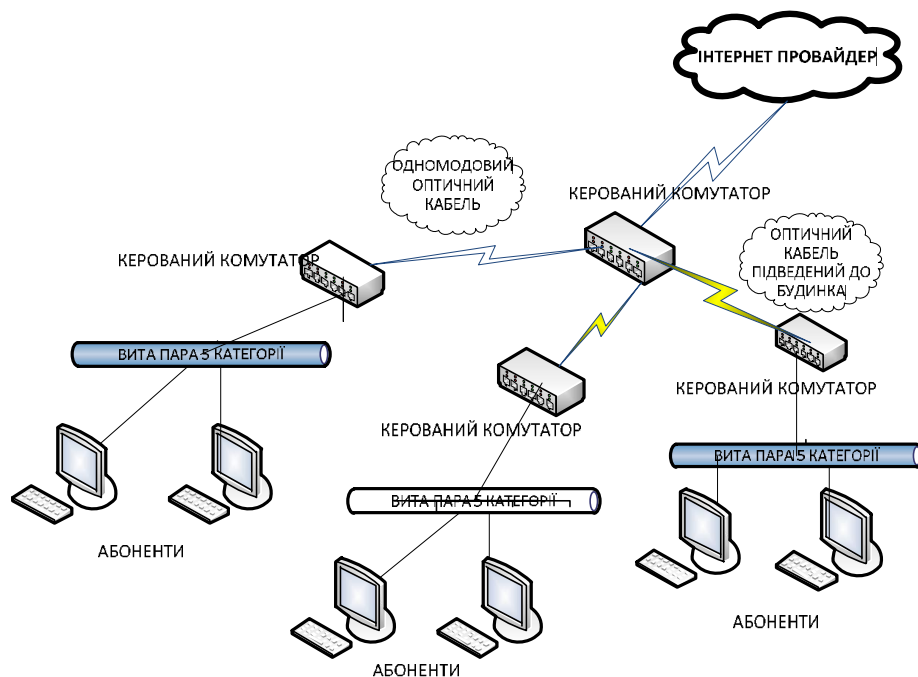 ІНТЕРНЕТ ПРОВАЙДЕР
ОДНОМОДОВИЙ
ОПТИЧНИЙ
КАБЕЛЬ
КЕРОВАНИЙ КОМУТАТОР
ОПТИЧНИЙ
КАБЕЛЬ
ПІДВЕДЕНИЙ ДО
БУДИНКА
КЕРОВАНИЙ КОМУТАТОР
ВИТА ПАРА 5 КАТЕГОРІЇ
КЕРОВАНИЙ КОМУТАТОР
КЕРОВАНИЙ КОМУТАТОР
ВИТА ПАРА 5 КАТЕГОРІЇ
ВИТА ПАРА 5 КАТЕГОРІЇ
АБОНЕНТИ
АБОНЕНТИ
АБОНЕНТИ